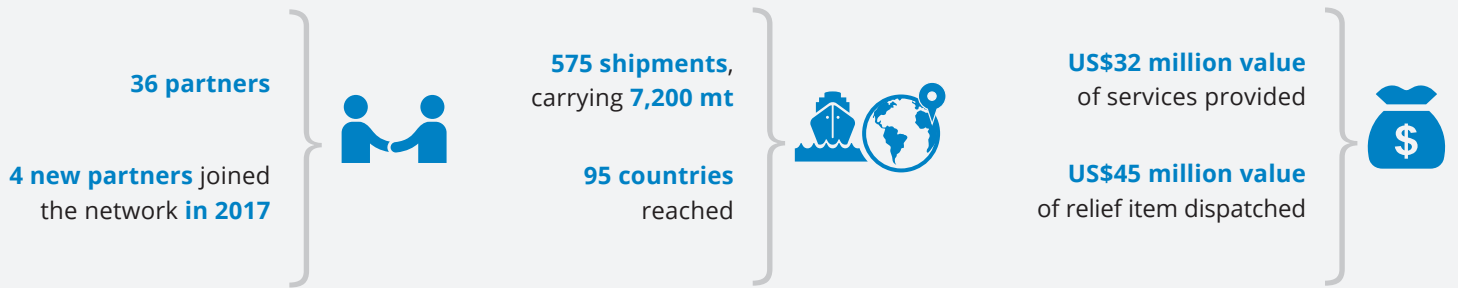 36 partners
4 new partners joined
the network in 2017
575 shipments,
carrying 7,200 mt
95 countries
reached
US$32 million value
of services provided
US$45 million value
of relief item dispatched
$